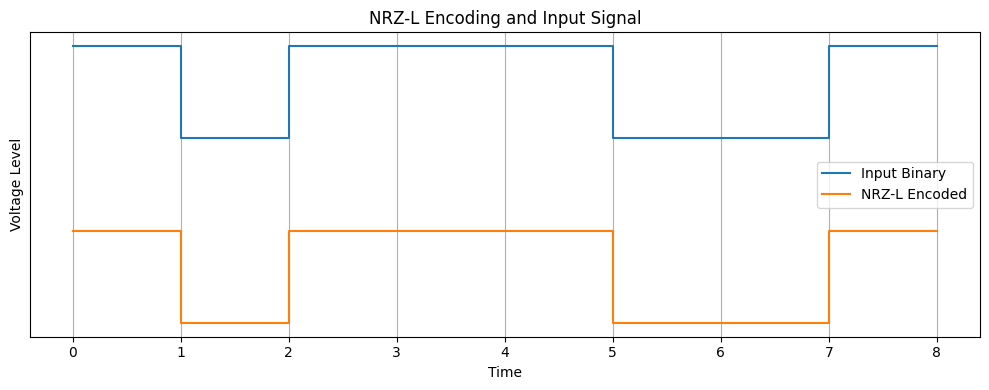 NRZ-L Encoding and Input Signal
Voltage Level
Input Binary
NRZ-L Encoded
0 1 2 3 4 5 6 7 8
Time